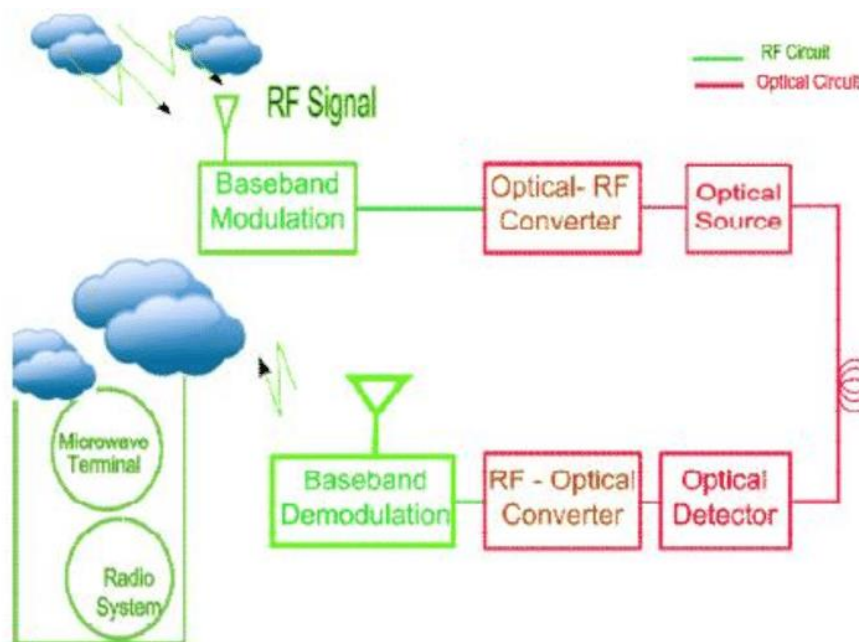 RF Circuit
Optical Circuit
RF Signal
Baseband
Modulation
Optical- RF
Converter
Optical
Source
Microwave
Terminal
Radio
System
Baseband
Demodulation
RF - Optical
Converter
Optical
Detector